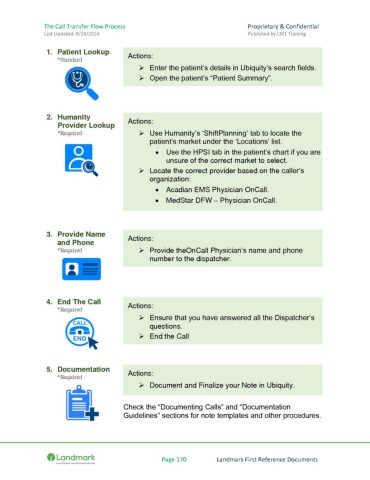 The Call Transfer Flow Process
Proprietary & Confidential
Last Updated: 6/24/2024
Published by LM1 Training
1. Patient Lookup
*Standard
Actions:
➢ Enter the patient's details in Ubiquity's search fields.
➢ Open the patient's "Patient Summary".
2. Humanity
Provider Lookup
*Required
Actions:
➢ Use Humanity's 'ShiftPlanning' tab to locate the
patient's market under the 'Locations' list.
• Use the HPSI tab in the patient's chart if you are
unsure of the correct market to select.
➢ Locate the correct provider based on the caller's
organization:
• Acadian EMS Physician OnCall.
• MedStar DFW – Physician OnCall.
3. Provide Name
and Phone
*Required
Actions:
➢ Provide theOnCall Physician's name and phone
number to the dispatcher.
4. End The Call
*Required
CALL
END
Actions:
➢ Ensure that you have answered all the Dispatcher's
questions.
➢ End the Call
5. Documentation
*Required
Actions:
➢ Document and Finalize your Note in Ubiquity.
Check the "Documenting Calls" and "Documentation
Guidelines" sections for note templates and other procedures.
Landmark
Page 170
Landmark First Reference Documents